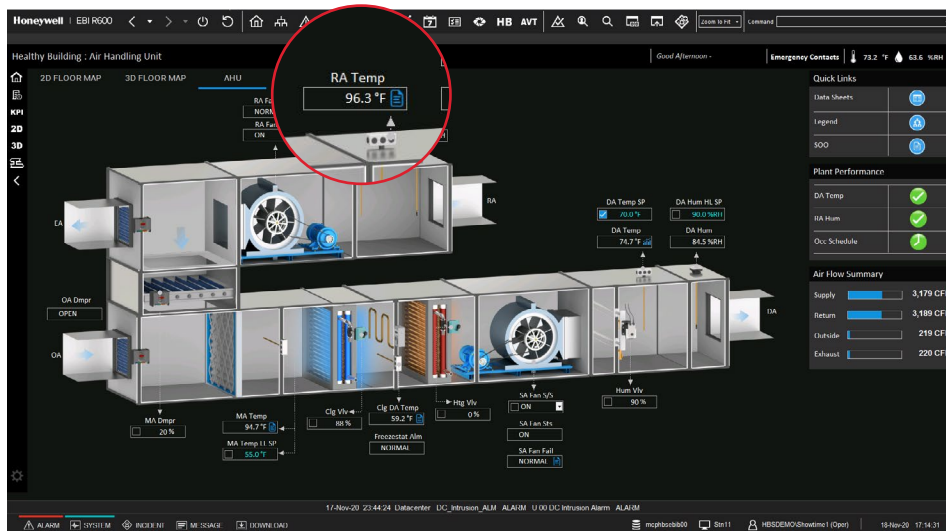 Honeywell | EBI R600
HB AVT
Zoom to Fit
Command
Healthy Building : Air Handling Unit
Good Afternoon -
Emergency Contacts
73.2 °F
63.6 %RH
2D FLOOR MAP
3D FLOOR MAP
AHU
KPI
2D
3D
RA Temp
96.3 °F
RA Fa
NORM
RA Fan
ON
RA
EA
OA Dmpr
OPEN
OA
DA Temp SP
70.0 °F
DA Hum HL SP
90.0 %RH
DA Temp
74.7 °F
DA Hum
84.5 %RH
DA
MA Dmpr
20 %
MA Temp
94.7 °F
MA Temp LL SP
55.0 °F
Clg Vlv
88 %
Clg DA Temp
59.2 °F
Freezestat Alm
NORMAL
Htg Vlv
0 %
SA Fan S/S
ON
SA Fan Sts
ON
SA Fan Fail
NORMAL
Hum Vlv
90 %
Quick Links
Data Sheets
Legend
SOO
Plant Performance
DA Temp
RA Hum
Occ Schedule
Air Flow Summary
Supply 3,179 CF
Return 3,189 CF
Outside 219 CF
Exhaust 220 CF
17-Nov-20 23:44:24 Datacenter DC_Intrusion_ALM ALARM U 00 DC Intrusion Alarm ALARM
ALARM
SYSTEM
INCIDENT
MESSAGE
DOWNLOAD
mcphbsebib00
Stn11
HBSDEMO\Showtime1 (Oper)
18-Nov-20 17:14:31